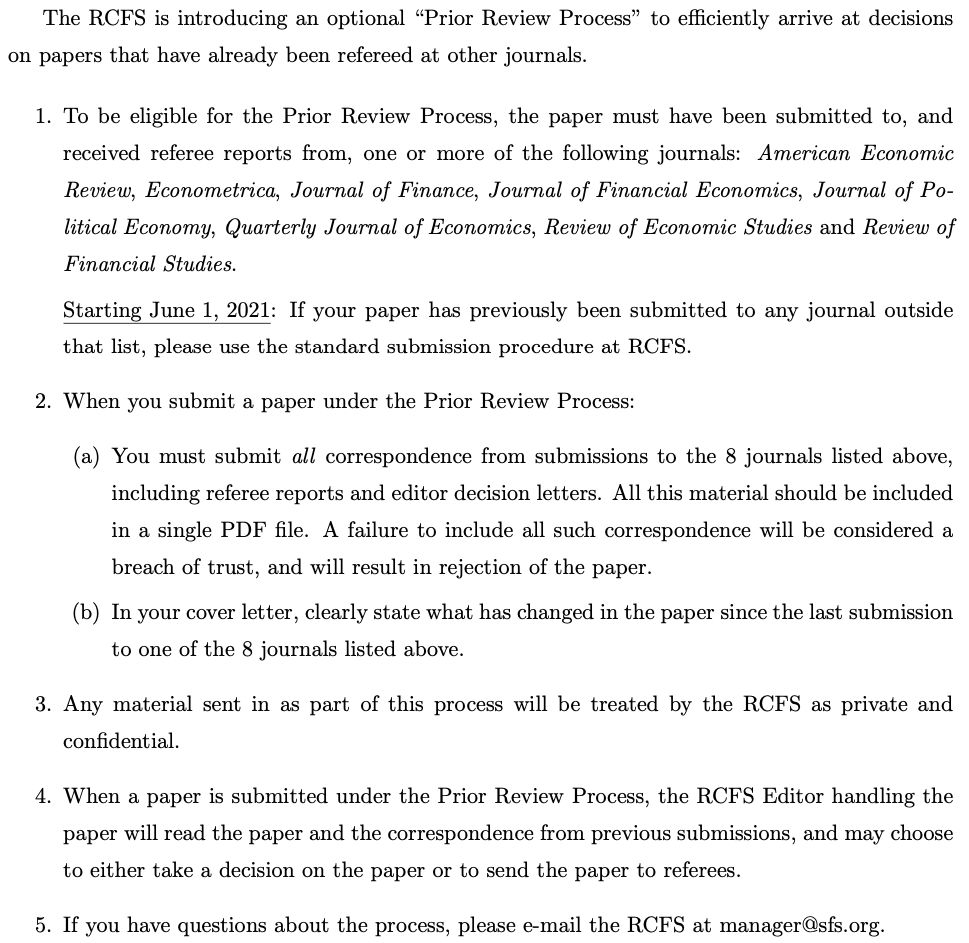 The RCFS is introducing an optional “Prior Review Process” to efficiently arrive at decisions
on papers that have already been refereed at other journals.
1. To be eligible for the Prior Review Process, the paper must have been submitted to, and
received referee reports from, one or more of the following journals: American Economic
Review, Econometrica, Journal of Finance, Journal of Financial Economics, Journal of Po-
litical Economy, Quarterly Journal of Economics, Review of Economic Studies and Review of
Financial Studies.
Starting June 1, 2021: If your paper has previously been submitted to any journal outside
that list, please use the standard submission procedure at RCFS.
2. When you submit a paper under the Prior Review Process:
(a) You must submit all correspondence from submissions to the 8 journals listed above,
including referee reports and editor decision letters. All this material should be included
in a single PDF file. A failure to include all such correspondence will be considered a
breach of trust, and will result in rejection of the paper.
(b) In your cover letter, clearly state what has changed in the paper since the last submission
to one of the 8 journals listed above.
3. Any material sent in as part of this process will be treated by the RCFS as private and
confidential.
4. When a paper is submitted under the Prior Review Process, the RCFS Editor handling the
paper will read the paper and the correspondence from previous submissions, and may choose
to either take a decision on the paper or to send the paper to referees.
5. If you have questions about the process, please e-mail the RCFS at manager@sfs.org.